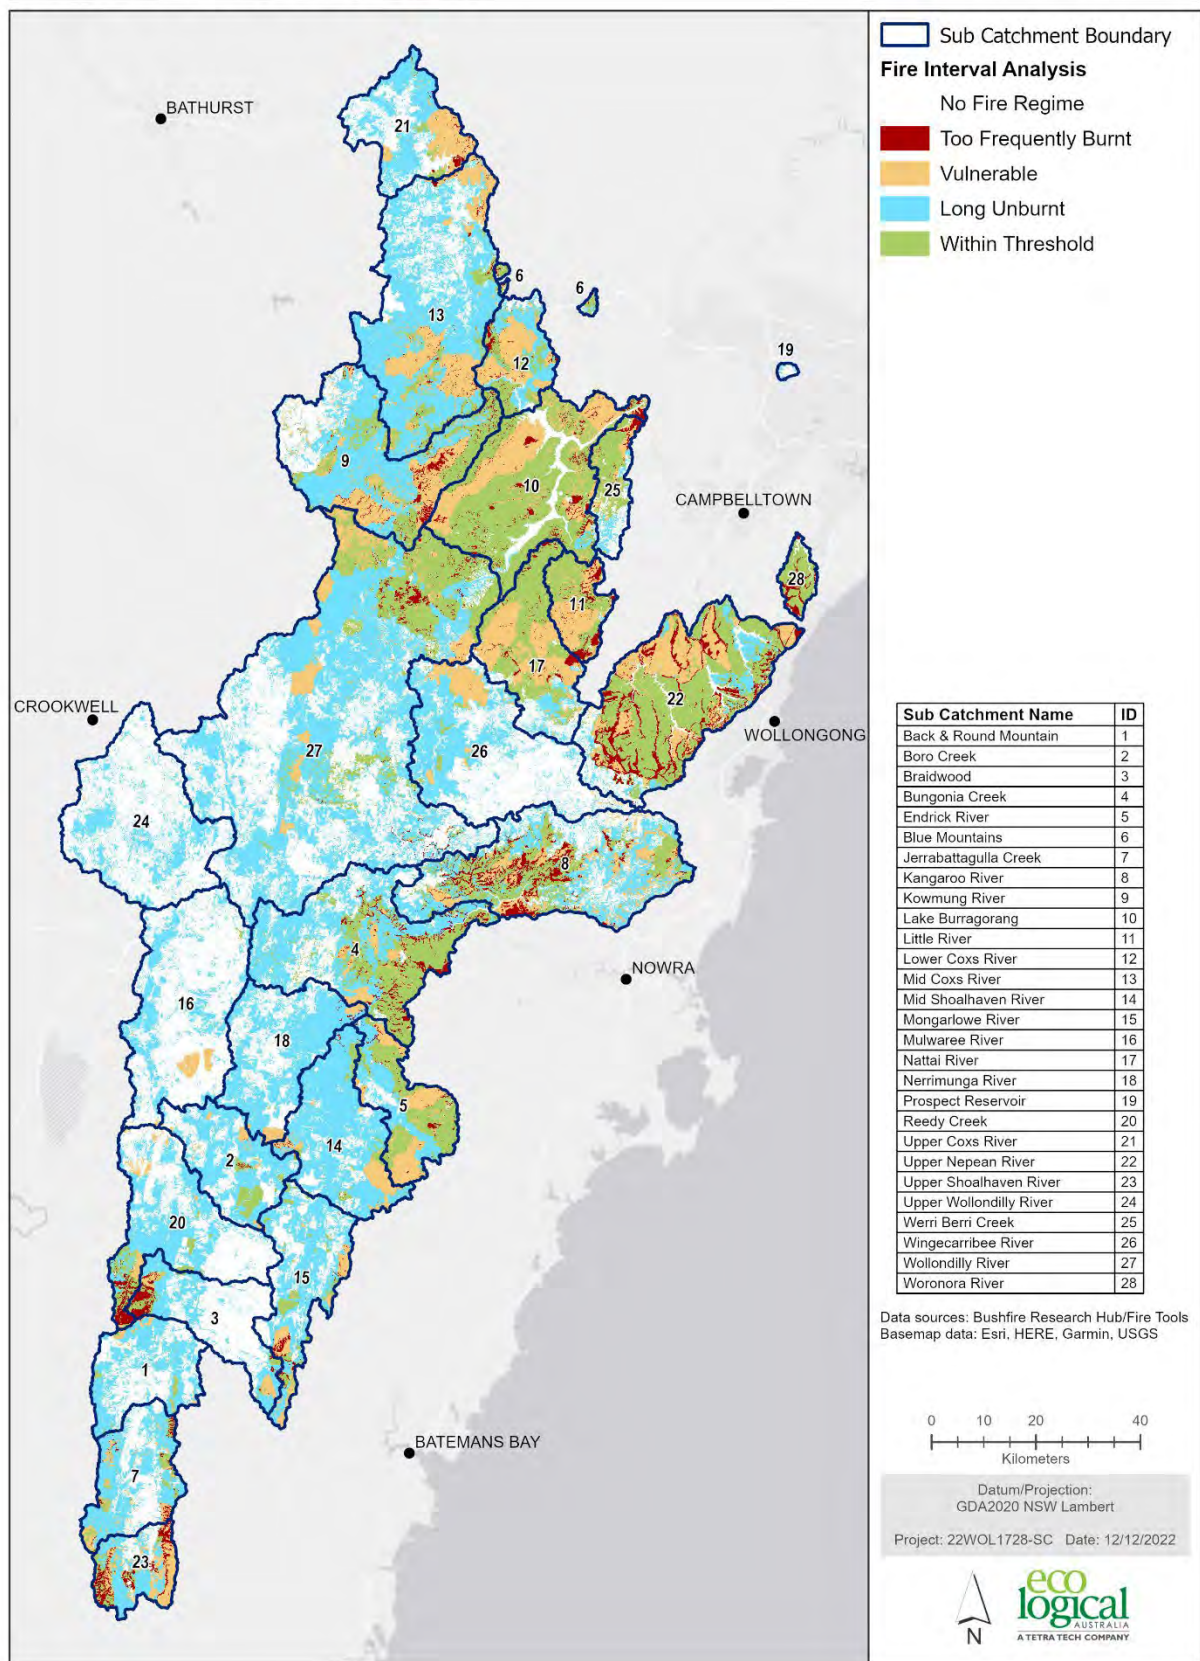 BATHURST
21
6
6
13
19
12
9
10
25
CAMPBELLTOWN
28
11
17
22
CROOKWELL
WOLLONGONG
27
26
24
8
4
NOWRA
16
18
5
14
2
20
15
3
1
BATEMANS BAY
7
23
Sub Catchment Boundary
Fire Interval Analysis
No Fire Regime
Too Frequently Burnt
Vulnerable
Long Unburnt
Within Threshold
Sub Catchment Name ID
Back & Round Mountain 1
Boro Creek 2
Braidwood 3
Bungonia Creek 4
Endrick River 5
Blue Mountains 6
Jerrabattagulla Creek 7
Kangaroo River 8
Kowmung River 9
Lake Burragorang 10
Little River 11
Lower Coxs River 12
Mid Coxs River 13
Mid Shoalhaven River 14
Mongarlowe River 15
Mulwaree River 16
Nattai River 17
Nerrimunga River 18
Prospect Reservoir 19
Reedy Creek 20
Upper Coxs River 21
Upper Nepean River 22
Upper Shoalhaven River 23
Upper Wollondilly River 24
Werri Berri Creek 25
Wingecarribee River 26
Wollondilly River 27
Woronora River 28
Data sources: Bushfire Research Hub/Fire Tools
Basemap data: Esri, HERE, Garmin, USGS
0 10 20 40
Kilometers
Datum/Projection:
GDA2020 NSW Lambert
Project: 22WOL1728-SC Date: 12/12/2022
N
eco
logical
AUSTRALIA
A TETRA TECH COMPANY